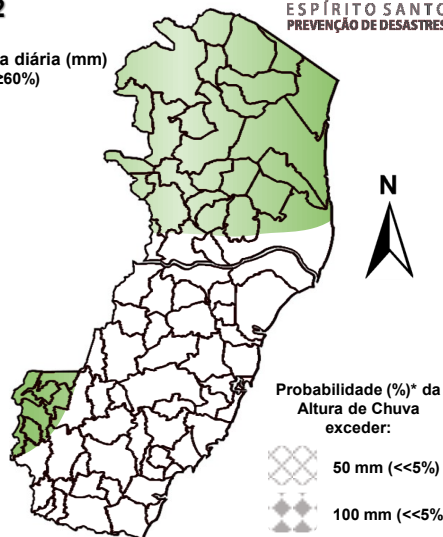 ESPÍRITO SANTO
PREVENÇÃO DE DESASTRES
diária (mm)
≥60%)
N
Probabilidade (%)* da
Altura de Chuva
exceder:
50 mm (<<5%)
100 mm (<<5%